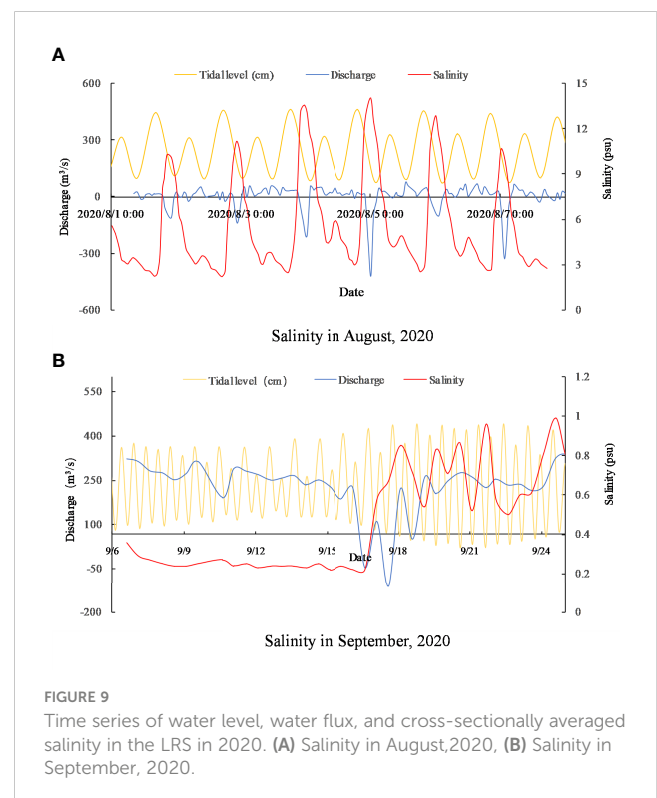 A
Tidal level (cm) Discharge Salinity
600 15
300 12
9
0
2020/8/1 0:00 2020/8/3 0:00 2020/8/5 0:00 2020/8/7 0:00
6
-300 3
-600 0
Discharge (m³/s)
Salinity (psu)
Date
Salinity in August, 2020
B
Tidal level (cm) Discharge Salinity
550 1.2
1
400
0.8
250
0.6
100
0.4
9/6 9/9 9/12 9/15 9/18 9/21 9/24
-50
0.2
-200 0
Discharge (m³/s)
Salinity (psu)
Date
Salinity in September, 2020
FIGURE 9
Time series of water level, water flux, and cross-sectionally averaged
salinity in the LRS in 2020. (A) Salinity in August,2020, (B) Salinity in
September, 2020.